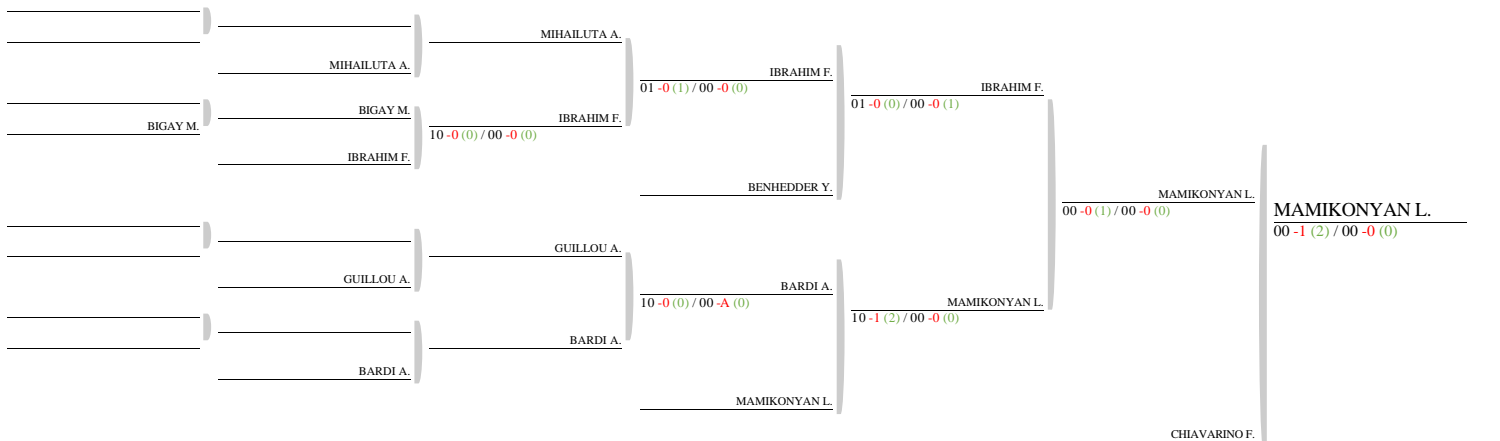 MIHAILUTA A.
MIHAILUTA A.
IBRAHIM F.
01 -0 (1) / 00 -0 (0)
IBRAHIM F.
01 -0 (0) / 00 -0 (1)
BIGAY M.
BIGAY M.
IBRAHIM F.
10 -0 (0) / 00 -0 (0)
IBRAHIM F.
BENHEDDER Y.
MAMIKONYAN L.
00 -0 (1) / 00 -0 (0)
MAMIKONYAN L.
00 -1 (2) / 00 -0 (0)
GUILLOU A.
GUILLOU A.
BARDI A.
10 -0 (0) / 00 -A (0)
MAMIKONYAN L.
10 -1 (2) / 00 -0 (0)
BARDI A.
BARDI A.
MAMIKONYAN L.
CHIAVARINO F.